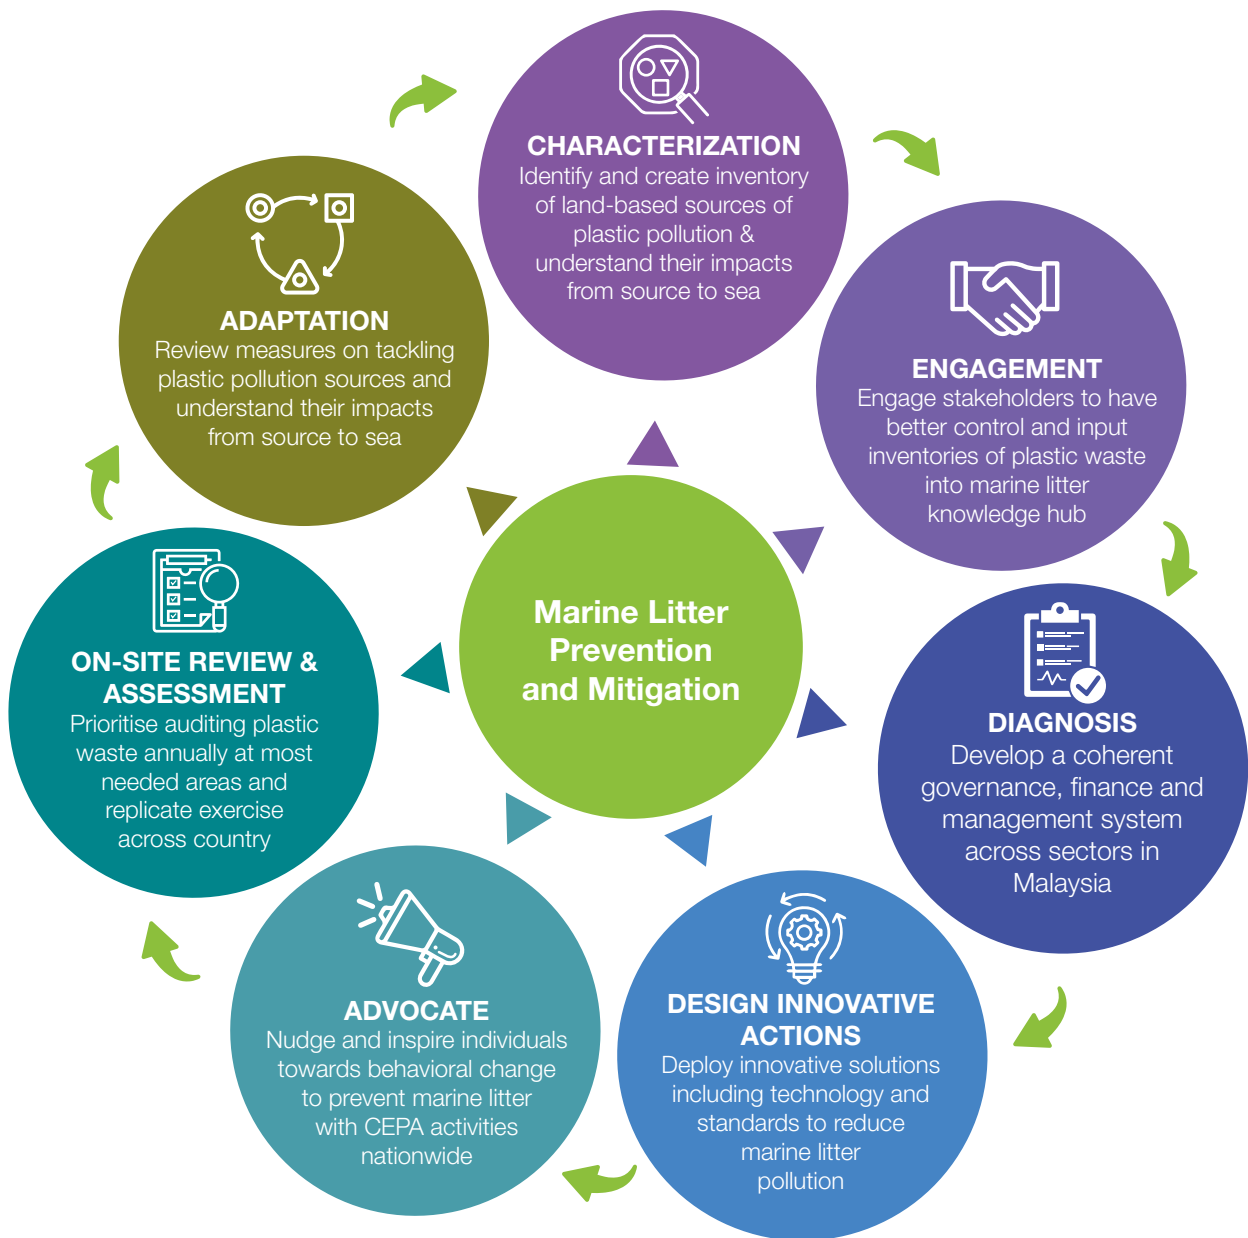 CHARACTERIZATION
Identify and create inventory
of land-based sources of
plastic pollution &
understand their impacts
from source to sea
ENGAGEMENT
Engage stakeholders to have
better control and input
inventories of plastic waste
into marine litter
knowledge hub
DIAGNOSIS
Develop a coherent
governance, finance and
management system
across sectors in
Malaysia
DESIGN INNOVATIVE
ACTIONS
Deploy innovative solutions
including technology and
standards to reduce
marine litter
pollution
ADVOCATE
Nudge and inspire individuals
towards behavioral change
to prevent marine litter
with CEPA activities
nationwide
ON-SITE REVIEW &
ASSESSMENT
Prioritise auditing plastic
waste annually at most
needed areas and
replicate exercise
across country
ADAPTATION
Review measures on tackling
plastic pollution sources and
understand their impacts
from source to sea
Marine Litter
Prevention
and Mitigation